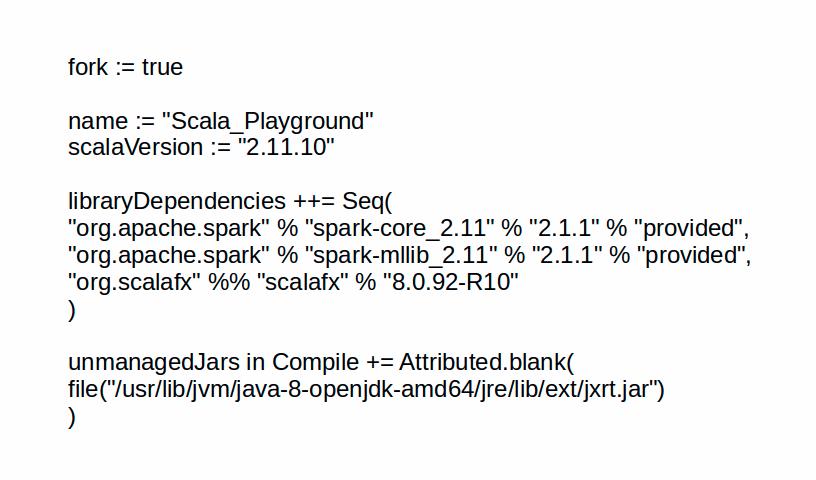 fork := true
name := "Scala_Playground"
scalaVersion := "2.11.10"
libraryDependencies ++= Seq(
"org.apache.spark" % "spark-core_2.11" % "2.1.1" % "provided",
"org.apache.spark" % "spark-mllib_2.11" % "2.1.1" % "provided",
"org.scalafx" %% "scalafx" % "8.0.92-R10"
)
unmanagedJars in Compile += Attributed.blank(
file("/usr/lib/jvm/java-8-openjdk-amd64/jre/lib/ext/jxrt.jar")
)